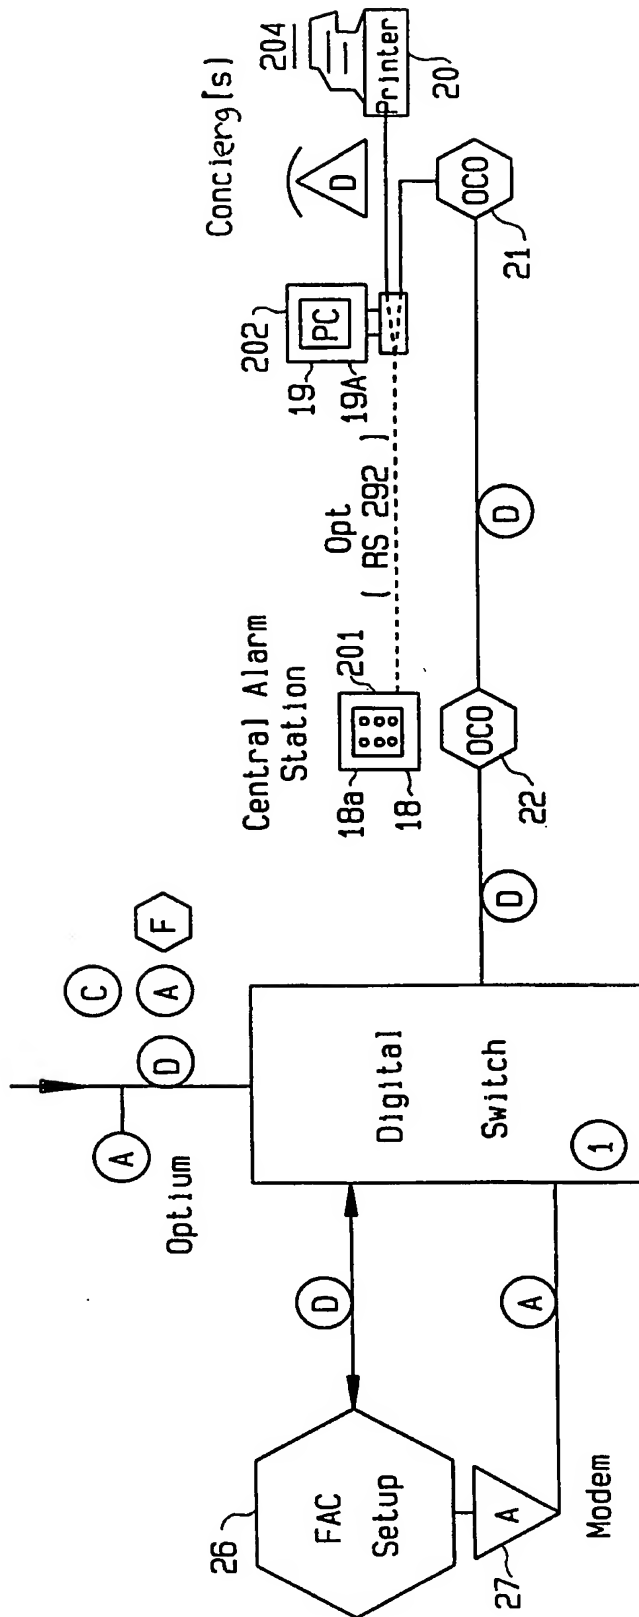 Concierg(s)
204
Printer
20
D
202
PC
19
19A
OCO
21
Opt
( RS 292 )
D
Central Alarm
Station
201
18a
18
OCO
22
D
C
F
A
D
A
Optium
Digital
Switch
1
D
A
26
FAC
Setup
A
27
Modem